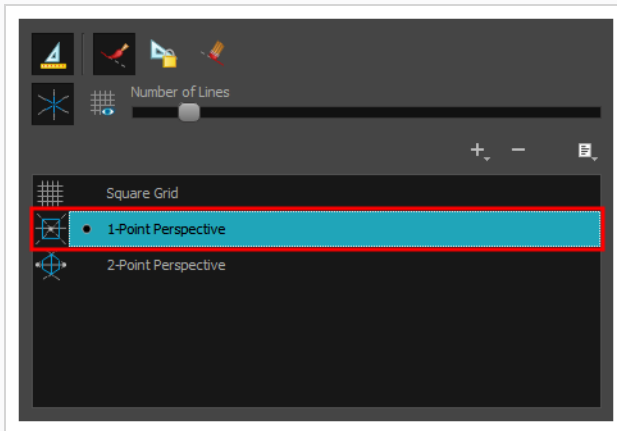 Number of Lines
Square Grid
1-Point Perspective
2-Point Perspective